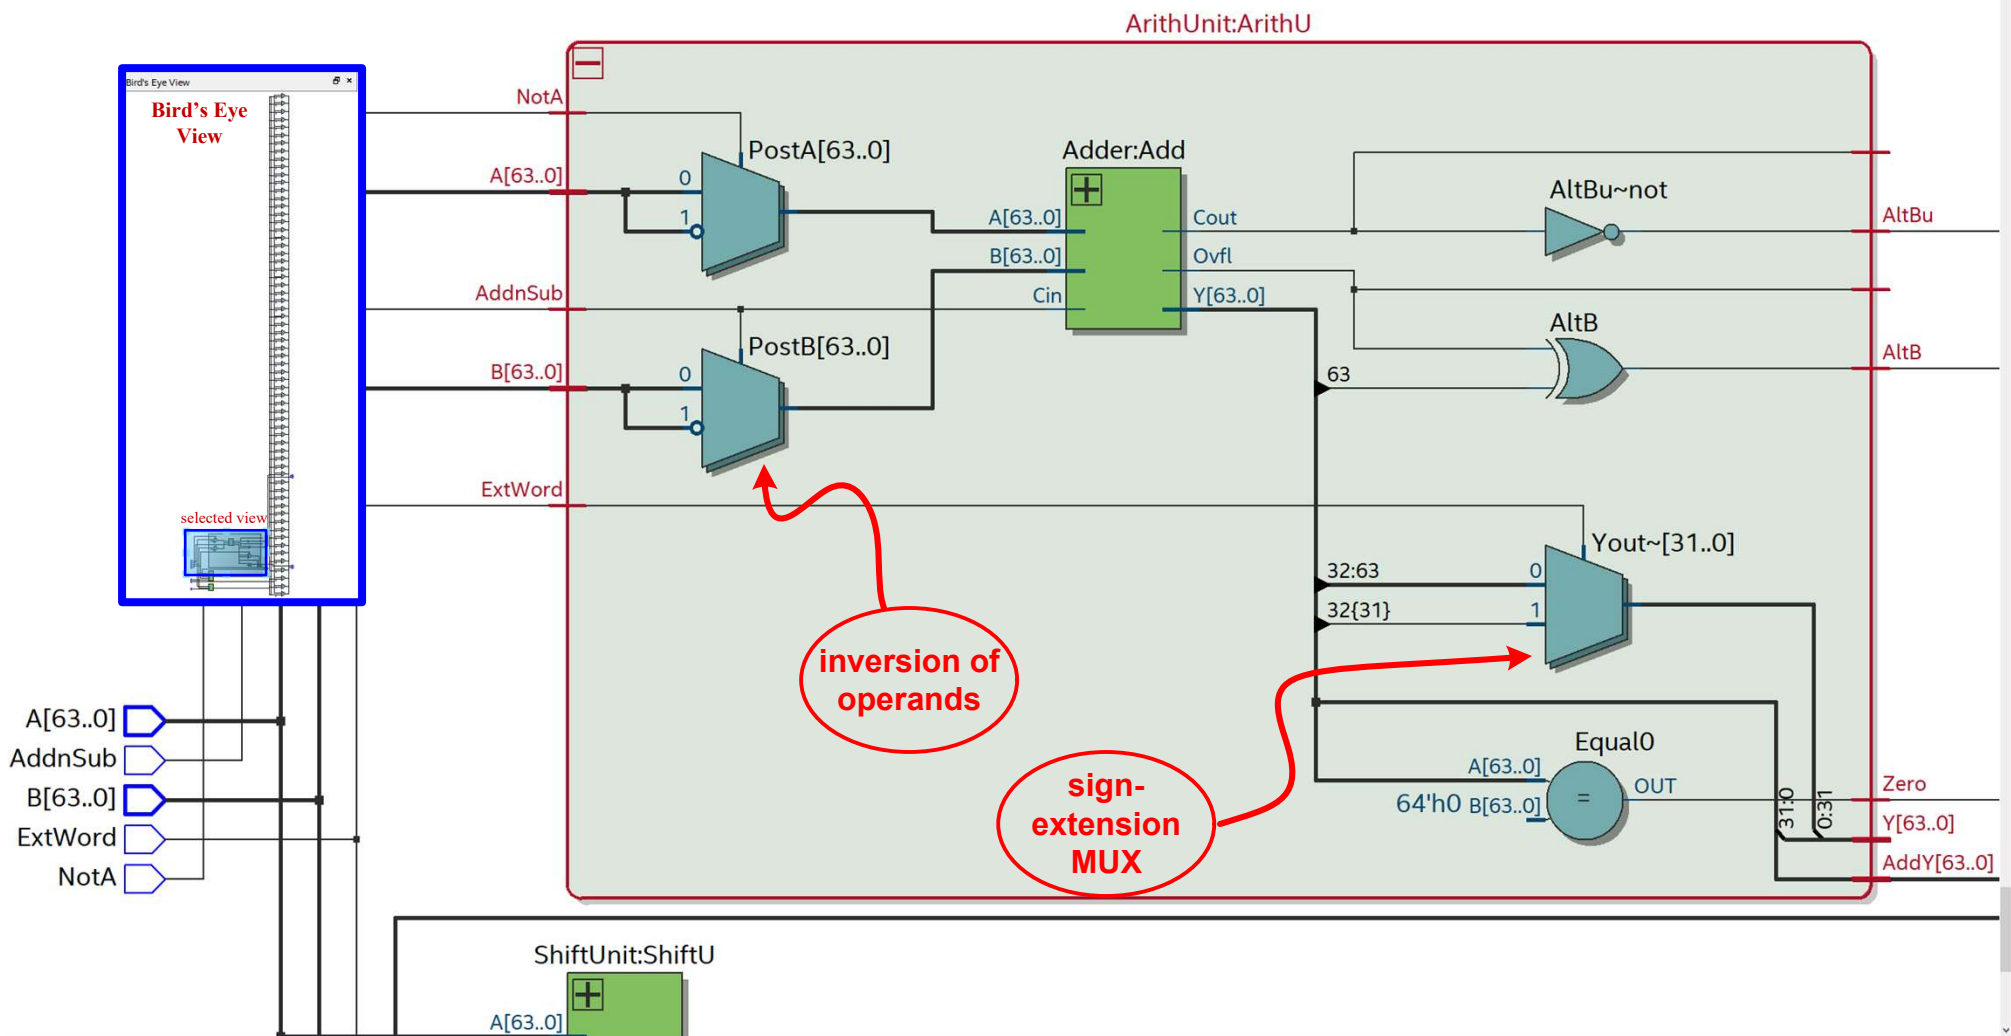 ArithUnit:ArithU
Bird's Eye View
Bird's Eye
View
selected view
NotA
A[63..0]
AddnSub
B[63..0]
ExtWord
PostA[63..0]
0
1
PostB[63..0]
0
1
Adder:Add
A[63..0]
B[63..0]
Cin
Cout
Ovfl
Y[63..0]
AltBu~not
AltBu
AltB
AltB
63
32:63
32{31}
Yout~[31..0]
0
1
inversion of
operands
sign-
extension
MUX
Equal0
A[63..0]
64'h0 B[63..0]
=
OUT
31:0
0:31
Zero
Y[63..0]
AddY[63..0]
A[63..0]
AddnSub
B[63..0]
ExtWord
NotA
ShiftUnit:ShiftU
A[63..0]